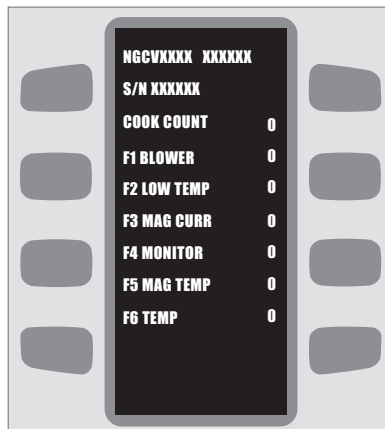 NGCVXXXX XXXXXX
S/N XXXXXX
COOK COUNT 0
F1 BLOWER 0
F2 LOW TEMP 0
F3 MAG CURR 0
F4 MONITOR 0
F5 MAG TEMP 0
F6 TEMP 0